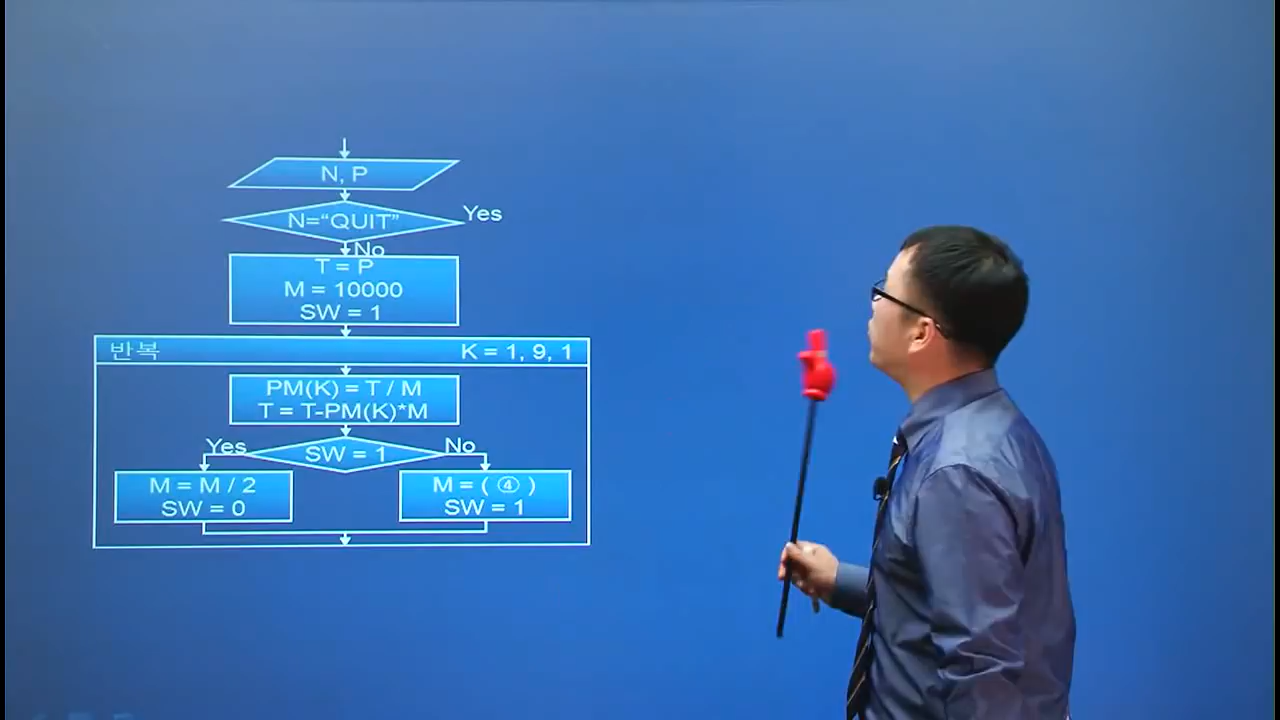 N, P
N=“QUIT”
Yes
No
T = P
M = 10000
SW = 1
반복 K = 1, 9, 1
PM(K) = T / M
T = T-PM(K)*M
Yes
SW = 1
No
M = M / 2
SW = 0
M = ( ④ )
SW = 1